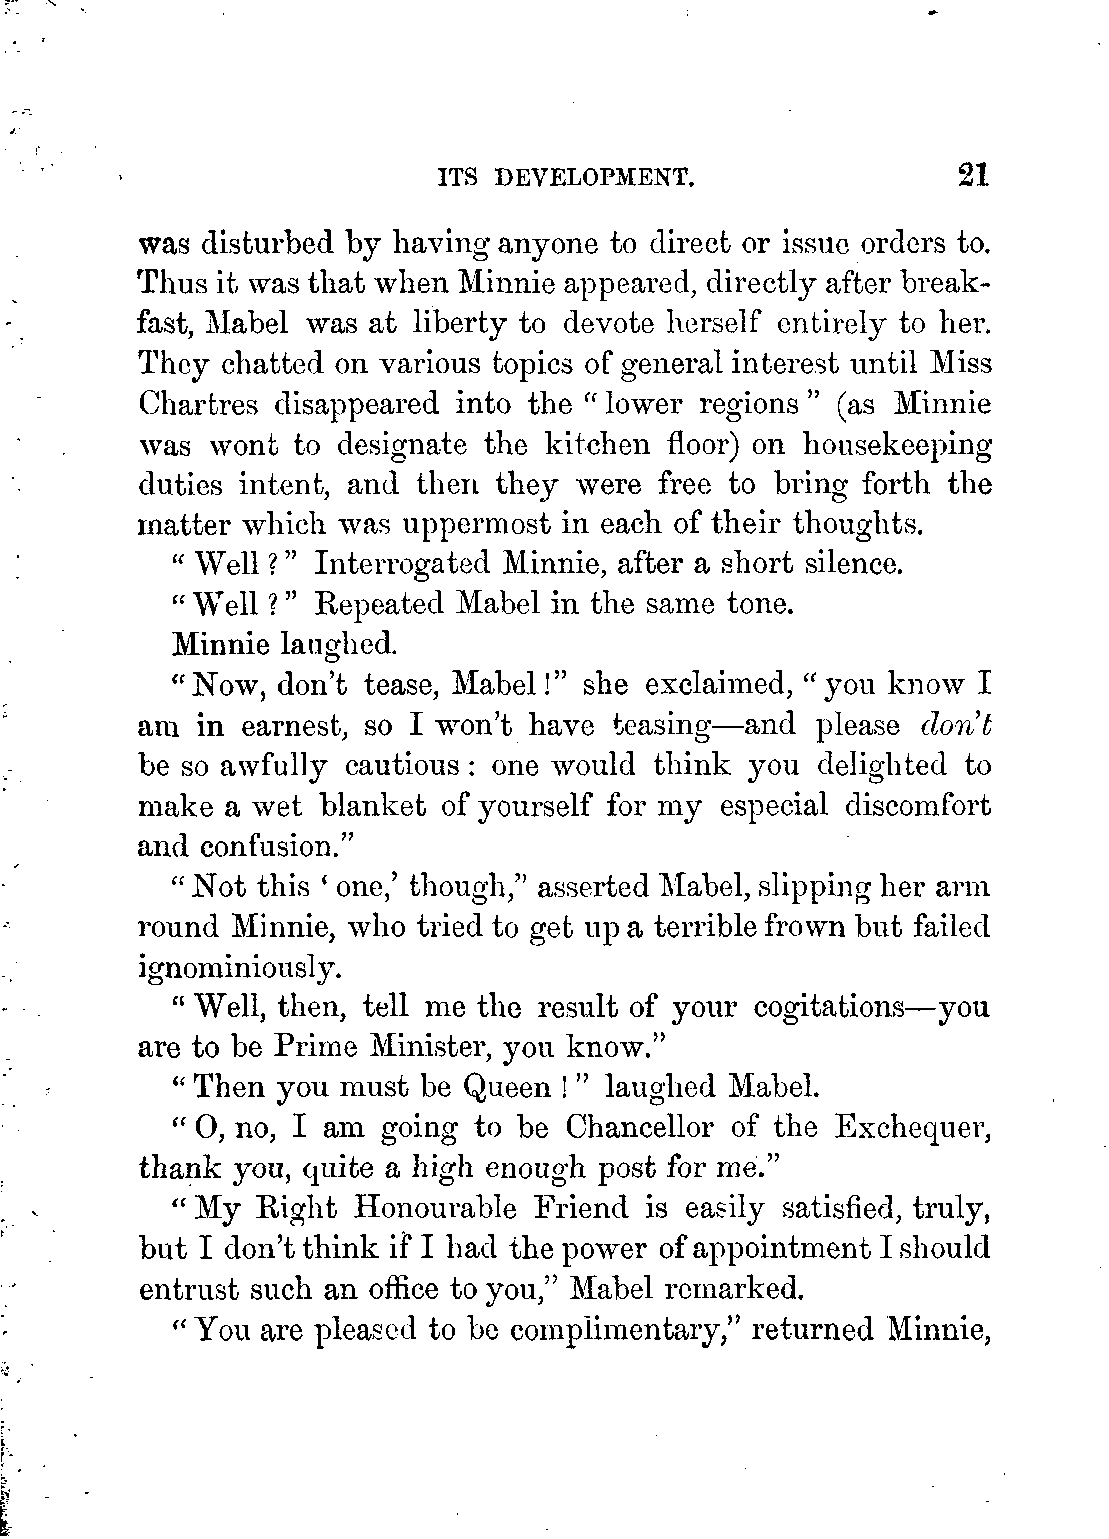 ITS DEVELOPMENT. 21
was disturbed by having anyone to direct or issue orders to.
Thus it was that when Minnie appeared, directly after break-
fast, Mabel was at liberty to devote herself entirely to her.
They chatted on various topics of general interest until Miss
Chartres disappeared into the “lower regions” (as Minnie
was wont to designate the kitchen floor) on housekeeping
duties intent, and then they were free to bring forth the
matter which was uppermost in each of their thoughts.
“Well?” Interrogated Minnie, after a short silence.
“Well?” Repeated Mabel in the same tone.
Minnie laughed.
“Now, don’t tease, Mabel!” she exclaimed, “you know I
am in earnest, so I won’t have teasing—and please don’t
be so awfully cautious: one would think you delighted to
make a wet blanket of yourself for my especial discomfort
and confusion.”
“Not this ‘one,’ though,” asserted Mabel, slipping her arm
round Minnie, who tried to get up a terrible frown but failed
ignominiously.
“Well, then, tell me the result of your cogitations—you
are to be Prime Minister, you know.”
“Then you must be Queen!” laughed Mabel.
“O, no, I am going to be Chancellor of the Exchequer,
thank you, quite a high enough post for me.”
“My Right Honourable Friend is easily satisfied, truly,
but I don’t think if I had the power of appointment I should
entrust such an office to you,” Mabel remarked.
“You are pleased to be complimentary,” returned Minnie,